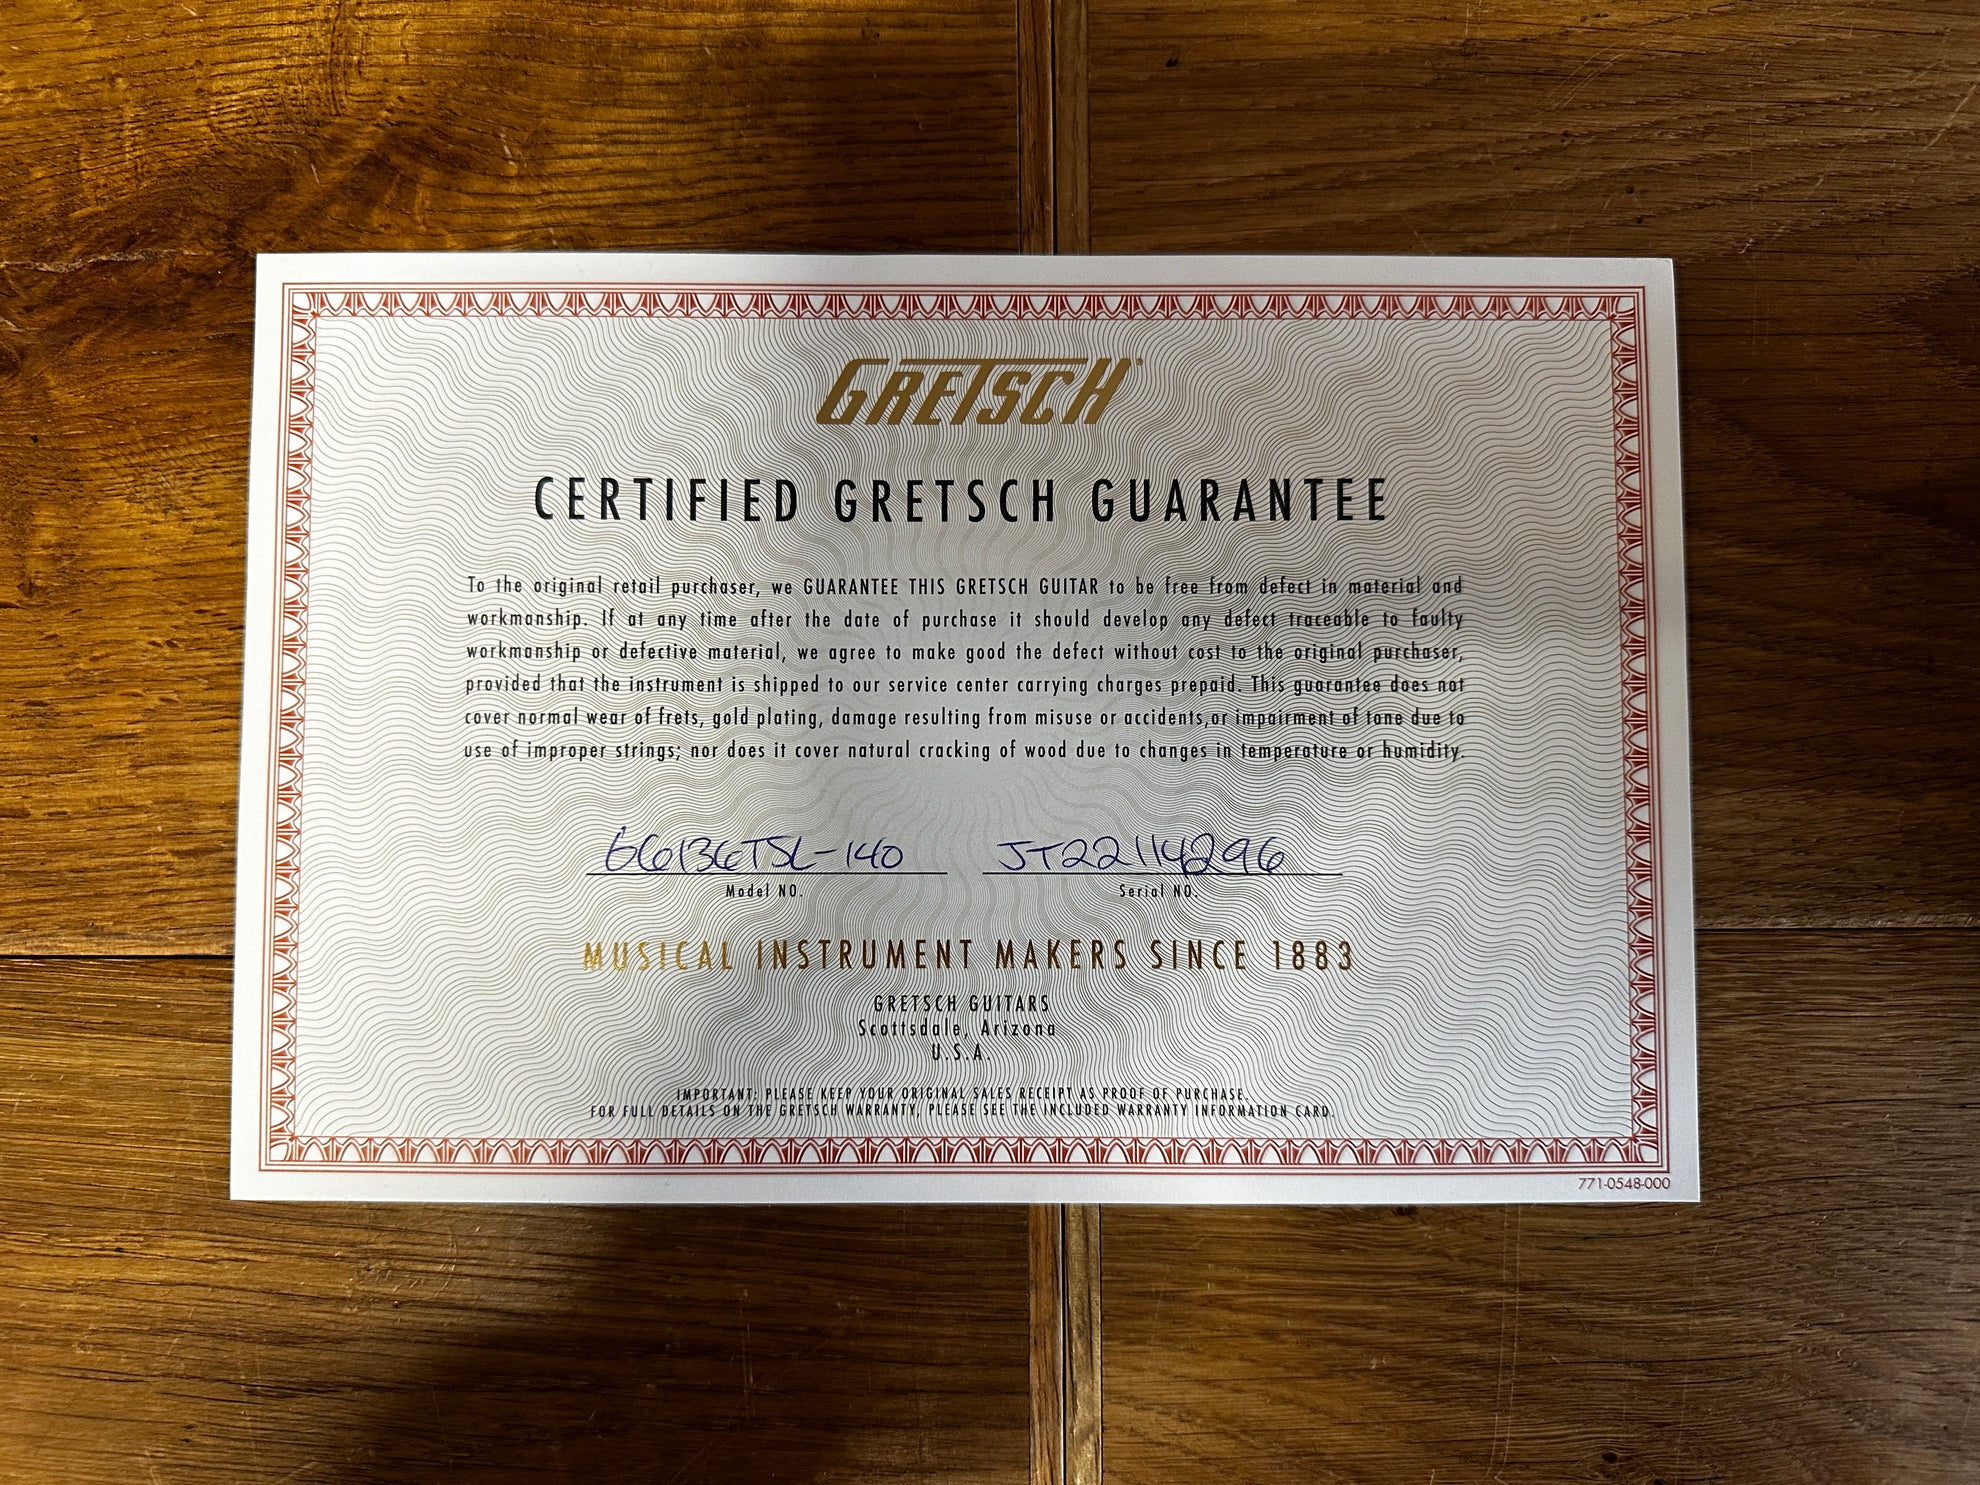 GRETSCH®
CERTIFIED GRETSCH GUARANTEE
To the original retail purchaser, we GUARANTEE THIS GRETSCH GUITAR to be free from defect in material and
workmanship. If at any time after the date of purchase it should develop any defect traceable to faulty
workmanship or defective material, we agree to make good the defect without cost to the original purchaser,
provided that the instrument is shipped to our service center carrying charges prepaid. This guarantee does not
cover normal wear of frets, gold plating, damage resulting from misuse or accidents,or impairment of tone due to
use of improper strings; nor does it cover natural cracking of wood due to changes in temperature or humidity.
G6136TSL-140 JT22114296
Model NO. Serial NO.
MUSICAL INSTRUMENT MAKERS SINCE 1883
GRETSCH GUITARS
Scottsdale, Arizona
U.S.A.
IMPORTANT: PLEASE KEEP YOUR ORIGINAL SALES RECEIPT AS PROOF OF PURCHASE.
FOR FULL DETAILS ON THE GRETSCH WARRANTY, PLEASE SEE THE INCLUDED WARRANTY INFORMATION CARD.
771-0548-000